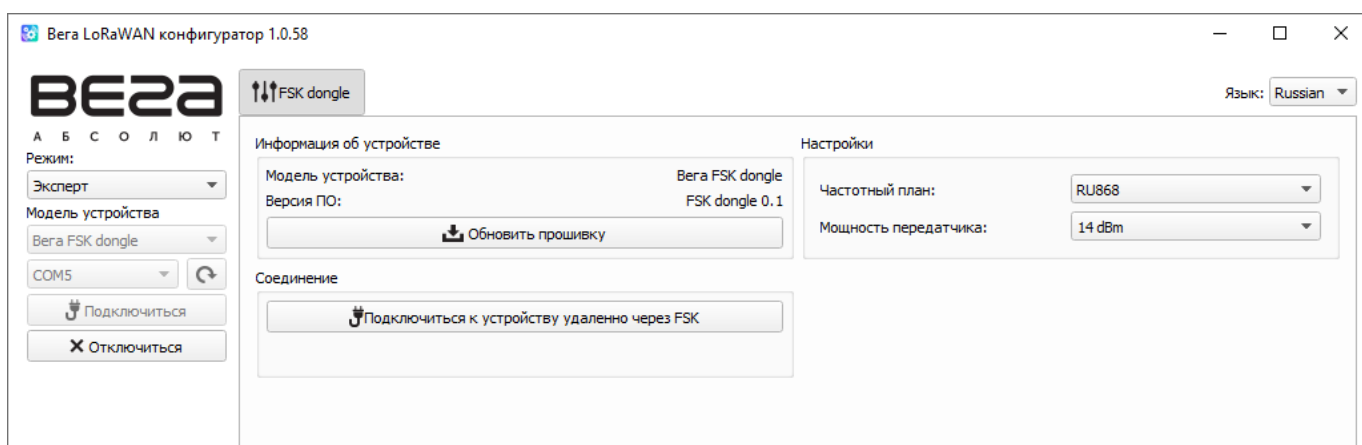 Вега LoRaWAN конфигуратор 1.0.58
ВЕГА
АБСОЛЮТ
Режим:
Эксперт
Модель устройства
Вега FSK dongle
COM5
Подключиться
Отключиться
FSK dongle
Язык: Russian
Информация об устройстве
Модель устройства: Вега FSK dongle
Версия ПО: FSK dongle 0.1
Обновить прошивку
Соединение
Подключиться к устройству удаленно через FSK
Настройки
Частотный план: RU868
Мощность передатчика: 14 dBm